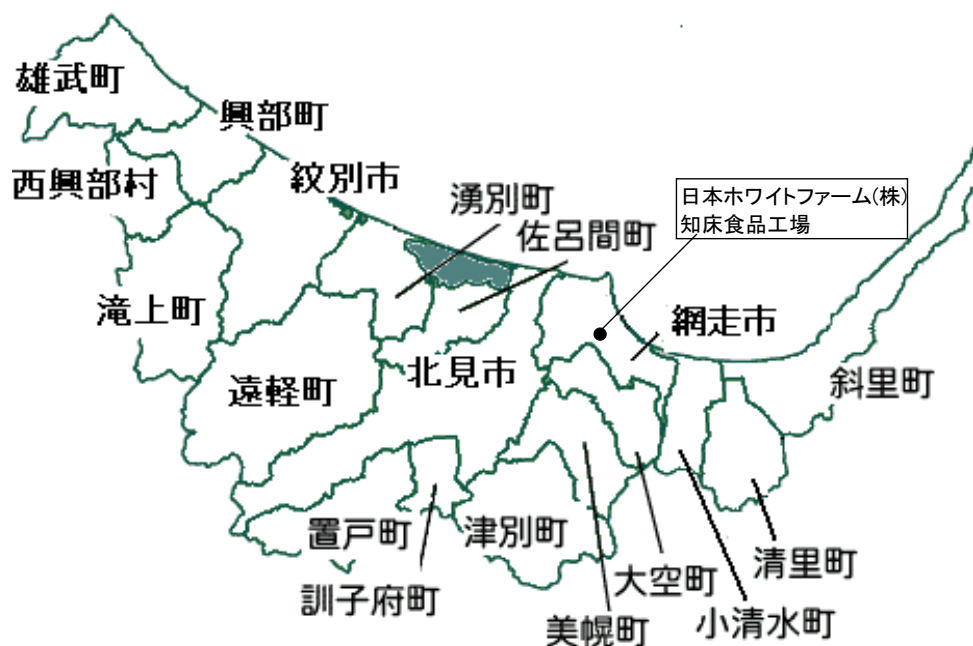 雄武町
興部町
西興部村
紋別市
湧別町
佐呂間町
日本ホワイトファーム(株)
知床食品工場
滝上町
網走市
遠軽町
北見市
斜里町
置戸町
津別町
訓子府町
大空町
清里町
美幌町
小清水町